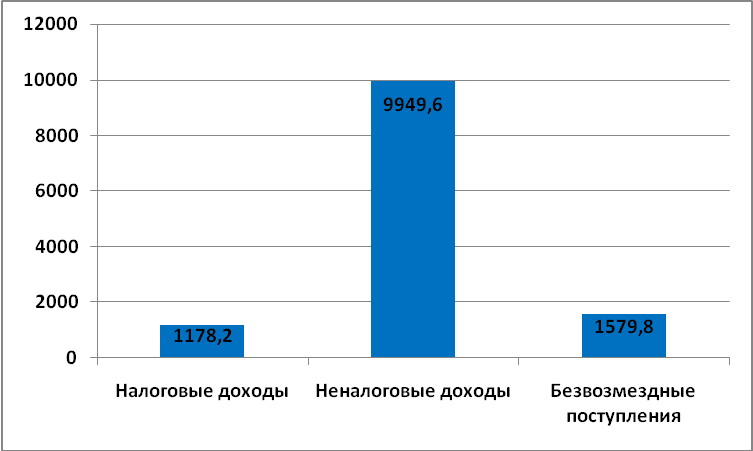 12000
10000
8000
6000
4000
2000
0
9949,6
1178,2
1579,8
Налоговые доходы
Неналоговые доходы
Безвозмездные
поступления